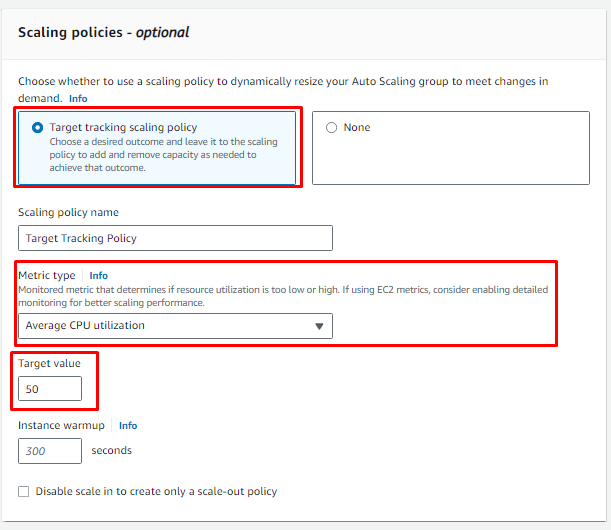 Scaling policies - optional
Choose whether to use a scaling policy to dynamically resize your Auto Scaling group to meet changes in
demand. Info
Target tracking scaling policy
Choose a desired outcome and leave it to the scaling
policy to add and remove capacity as needed to
achieve that outcome.
None
Scaling policy name
Target Tracking Policy
Metric type Info
Monitored metric that determines if resource utilization is too low or high. If using EC2 metrics, consider enabling detailed
monitoring for better scaling performance.
Average CPU utilization
Target value
50
Instance warmup Info
300 seconds
Disable scale in to create only a scale-out policy